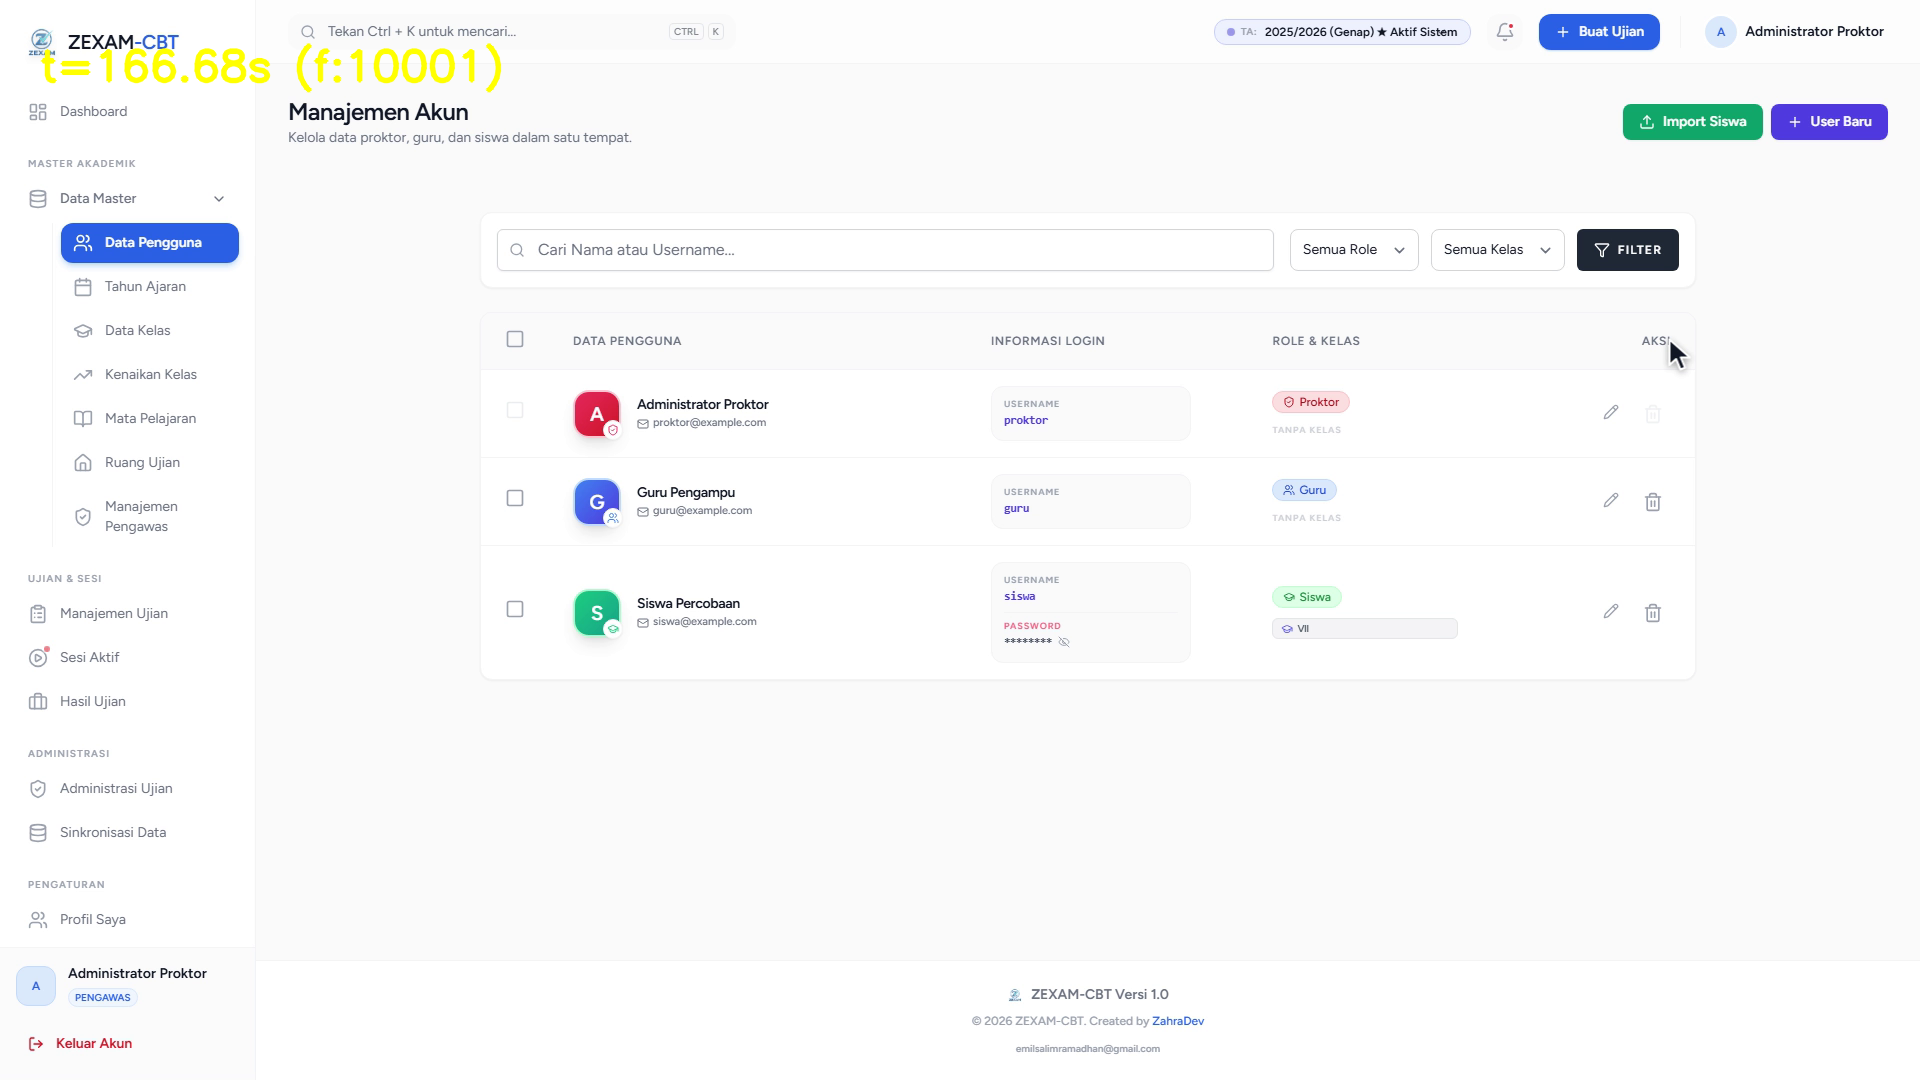 ZEXAM-CBT
ZEXAM
t=166.68s (f:10001)
Tekan Ctrl + K untuk mencari...
CTRL K
TA: 2025/2026 (Genap) ★ Aktif Sistem
Buat Ujian
A
Administrator Proktor
Dashboard
MASTER AKADEMIK
Data Master
Data Pengguna
Tahun Ajaran
Data Kelas
Kenaikan Kelas
Mata Pelajaran
Ruang Ujian
Manajemen
Pengawas
UJIAN & SESI
Manajemen Ujian
Sesi Aktif
Hasil Ujian
ADMINISTRASI
Administrasi Ujian
Sinkronisasi Data
PENGATURAN
Profil Saya
A
Administrator Proktor
PENGAWAS
Keluar Akun
Manajemen Akun
Kelola data proktor, guru, dan siswa dalam satu tempat.
Import Siswa
User Baru
Cari Nama atau Username...
Semua Role
Semua Kelas
FILTER
DATA PENGGUNA
INFORMASI LOGIN
ROLE & KELAS
AKSI
A
Administrator Proktor
proktor@example.com
USERNAME
proktor
Proktor
TANPA KELAS
G
Guru Pengampu
guru@example.com
USERNAME
guru
Guru
TANPA KELAS
S
Siswa Percobaan
siswa@example.com
USERNAME
siswa
PASSWORD
********
Siswa
VII
ZEXAM-CBT Versi 1.0
© 2026 ZEXAM-CBT. Created by ZahraDev
emilsalimramadhan@gmail.com